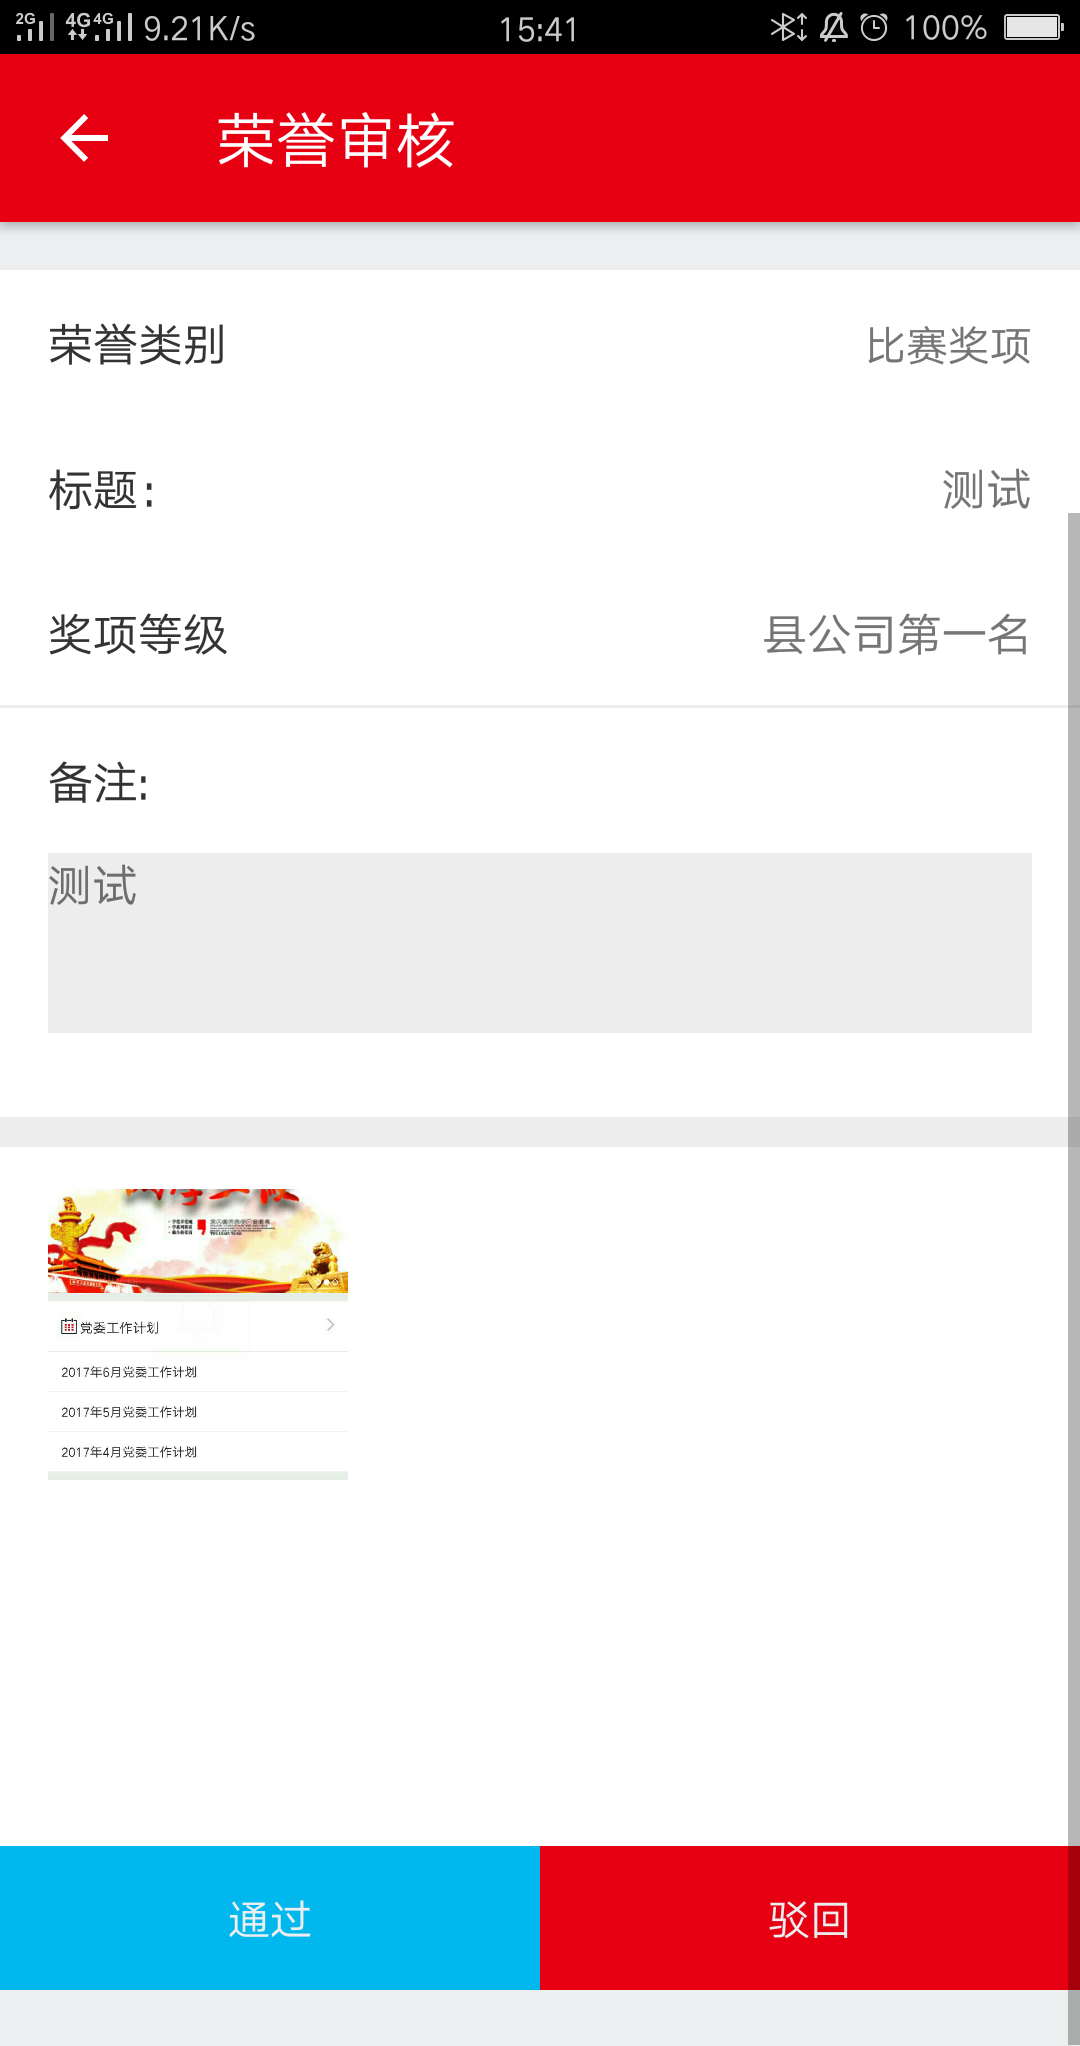 2G 4G 4G 9.21K/s 15:41 100%
荣誉审核
荣誉类别 比赛奖项
标题: 测试
奖项等级 县公司第一名
备注:
测试
党委工作计划
2017年6月党委工作计划
2017年5月党委工作计划
2017年4月党委工作计划
通过 驳回